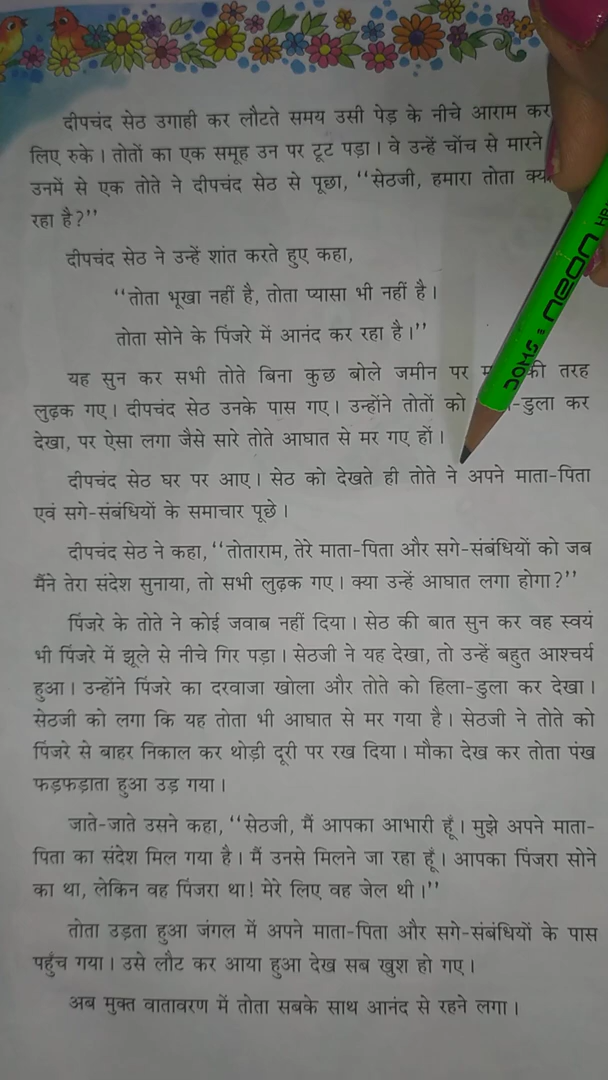 दीपचंद सेठ उगाही कर लौटते समय उसी पेड़ के नीचे आराम कर
लिए रुके। तोतों का एक समूह उन पर टूट पड़ा। वे उन्हें चोंच से मारने
उनमें से एक तोते ने दीपचंद सेठ से पूछा, ‘‘सेठजी, हमारा तोता
रहा है?’’
दीपचंद सेठ ने उन्हें शांत करते हुए कहा,
‘‘तोता भूखा नहीं है, तोता प्यासा भी नहीं है।
तोता सोने के पिंजरे में आनंद कर रहा है।’’
यह सुन कर सभी तोते बिना कुछ बोले जमीन पर की तरह
लुढ़क गए। दीपचंद सेठ उनके पास गए। उन्होंने तोतों को -डुला कर
देखा, पर ऐसा लगा जैसे सारे तोते आघात से मर गए हों।
दीपचंद सेठ घर पर आए। सेठ को देखते ही तोते ने अपने माता-पिता
एवं सगे-संबंधियों के समाचार पूछे।
दीपचंद सेठ ने कहा, ‘‘तोताराम, तेरे माता-पिता और सगे-संबंधियों को जब
मैंने तेरा संदेश सुनाया, तो सभी लुढ़क गए। क्या उन्हें आघात लगा होगा?’’
पिंजरे के तोते ने कोई जवाब नहीं दिया। सेठ की बात सुन कर वह स्वयं
भी पिंजरे में झूले से नीचे गिर पड़ा। सेठजी ने यह देखा, तो उन्हें बहुत आश्चर्य
हुआ। उन्होंने पिंजरे का दरवाजा खोला और तोते को हिला-डुला कर देखा।
सेठजी को लगा कि यह तोता भी आघात से मर गया है। सेठजी ने तोते को
पिंजरे से बाहर निकाल कर थोड़ी दूरी पर रख दिया। मौका देख कर तोता पंख
फड़फड़ाता हुआ उड़ गया।
जाते-जाते उसने कहा, ‘‘सेठजी, मैं आपका आभारी हूँ। मुझे अपने माता-
पिता का संदेश मिल गया है। मैं उनसे मिलने जा रहा हूँ। आपका पिंजरा सोने
का था, लेकिन वह पिंजरा था! मेरे लिए वह जेल थी।’’
तोता उड़ता हुआ जंगल में अपने माता-पिता और सगे-संबंधियों के पास
पहुँच गया। उसे लौट कर आया हुआ देख सब खुश हो गए।
अब मुक्त वातावरण में तोता सबके साथ आनंद से रहने लगा।